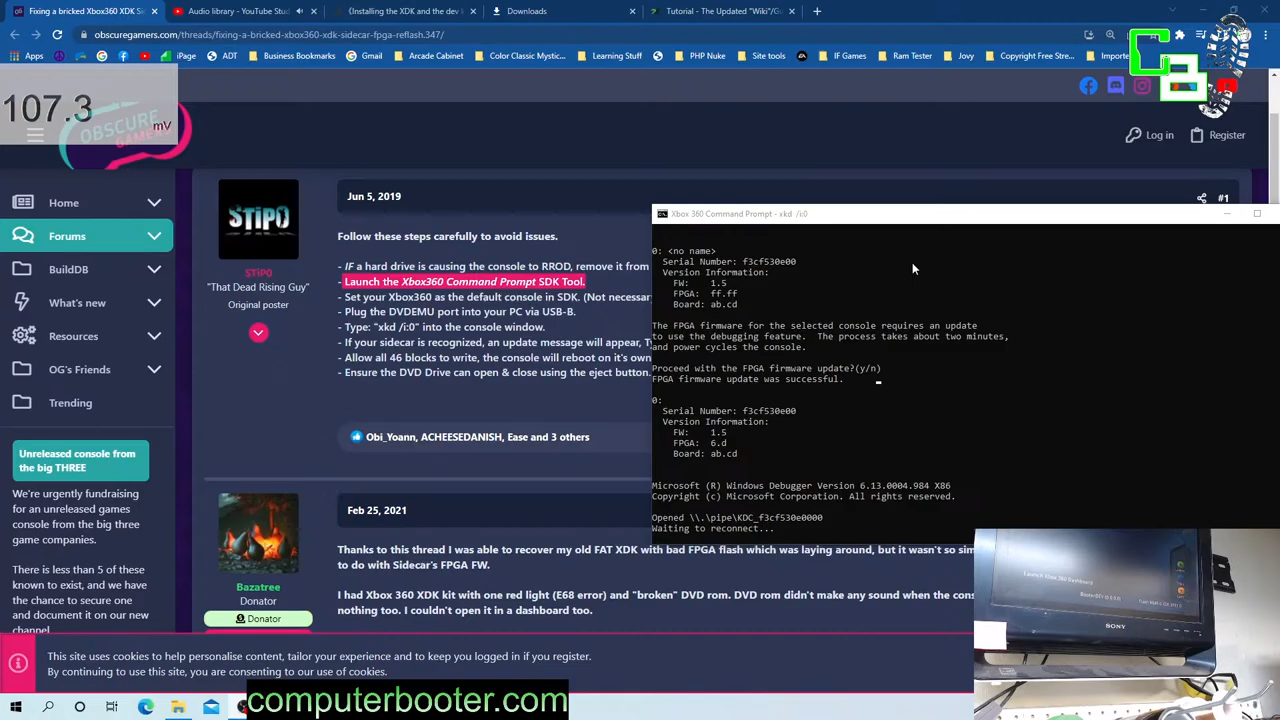 Fixing a bricked Xbox360 XDK Si
Audio library - YouTube Stud
(Installing the XDK and the dev k
Downloads
Tutorial - The Updated "Wiki"/Gu
obscuregamers.com/threads/fixing-a-bricked-xbox360-xdk-sidecar-fpga-reflash.347/
Apps
iPage
ADT
Business Bookmarks
Gmail
Arcade Cabinet
Color Classic Mystic...
Learning Stuff
PHP Nuke
Site tools
IF Games
Ram Tester
Jovy
Copyright Free Stre...
Importe
107.3
mV
OBSCURE
GAMERS
Log in
Register
Home
Forums
BuildDB
What's new
Resources
OG's Friends
Trending
Unreleased console from
the big THREE
We're urgently fundraising
for an unreleased games
console from the big three
game companies.
There is less than 5 of these
known to exist, and we have
the chance to secure one
and document it on our new
channel
STiP0
STiP0
"That Dead Rising Guy"
Original poster
Jun 5, 2019
#1
Follow these steps carefully to avoid issues.
- IF a hard drive is causing the console to RROD, remove it from
- Launch the Xbox360 Command Prompt SDK Tool.
- Set your Xbox360 as the default console in SDK. (Not necessary
- Plug the DVDEMU port into your PC via USB-B.
- Type: "xkd /i:0" into the console window.
- If your sidecar is recognized, an update message will appear, T
- Allow all 46 blocks to write, the console will reboot on it's own
- Ensure the DVD Drive can open & close using the eject button.
Obi_Yoann, ACHEESEDANISH, Ease and 3 others
Bazatree
Donator
Donator
Feb 25, 2021
Thanks to this thread I was able to recover my old FAT XDK with bad FPGA flash which was laying around, but it wasn't so sim
to do with Sidecar's FPGA FW.
I had Xbox 360 XDK kit with one red light (E68 error) and "broken" DVD rom. DVD rom didn't make any sound when the cons
nothing too. I couldn't open it in a dashboard too.
Xbox 360 Command Prompt - xkd /i:0
0: <no name>
Serial Number: f3cf530e00
Version Information:
FW: 1.5
FPGA: ff.ff
Board: ab.cd
The FPGA firmware for the selected console requires an update
to use the debugging feature. The process takes about two minutes,
and power cycles the console.
Proceed with the FPGA firmware update?(y/n)
FPGA firmware update was successful.
0:
Serial Number: f3cf530e00
Version Information:
FW: 1.5
FPGA: 6.d
Board: ab.cd
Microsoft (R) Windows Debugger Version 6.13.0004.984 X86
Copyright (c) Microsoft Corporation. All rights reserved.
Opened \\.\pipe\KDC_f3cf530e0000
Waiting to reconnect...
Launch Xbox 360 Dashboard
SONY
This site uses cookies to help personalise content, tailor your experience and to keep you logged in if you register.
By continuing to use this site, you are consenting to our use of cookies.
computerbooter.com